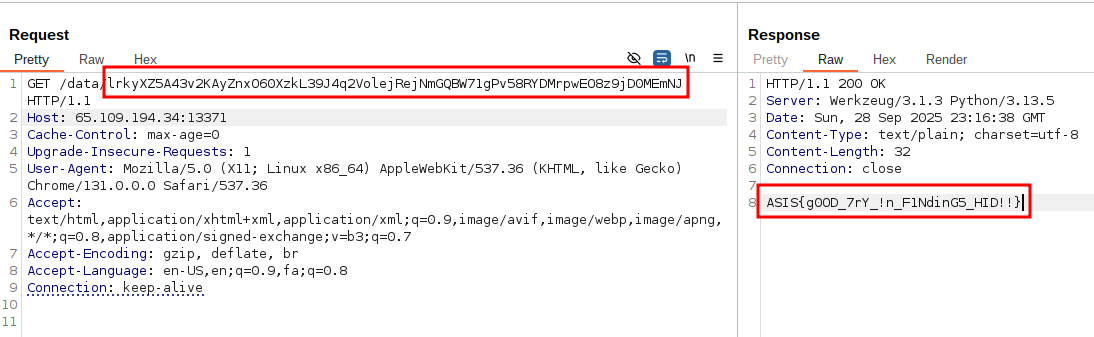 Request
Pretty Raw Hex \n
1 GET /data/lrkyXZ5A43v2KAyZnxO60XzkL39J4q2VolejRejNmGQBW71gPv58RYDMrpwEO8z9jD0MEmNJ
HTTP/1.1
2 Host: 65.109.194.34:13371
3 Cache-Control: max-age=0
4 Upgrade-Insecure-Requests: 1
5 User-Agent: Mozilla/5.0 (X11; Linux x86_64) AppleWebKit/537.36 (KHTML, like Gecko)
Chrome/131.0.0.0 Safari/537.36
6 Accept:
text/html,application/xhtml+xml,application/xml;q=0.9,image/avif,image/webp,image/apng,
*/*;q=0.8,application/signed-exchange;v=b3;q=0.7
7 Accept-Encoding: gzip, deflate, br
8 Accept-Language: en-US,en;q=0.9,fa;q=0.8
9 Connection: keep-alive
10
11
Response
Pretty Raw Hex Render
1 HTTP/1.1 200 OK
2 Server: Werkzeug/3.1.3 Python/3.13.5
3 Date: Sun, 28 Sep 2025 23:16:38 GMT
4 Content-Type: text/plain; charset=utf-8
5 Content-Length: 32
6 Connection: close
7
8 ASIS{g0OD_7rY_!n_F1NdinG5_HID!!}